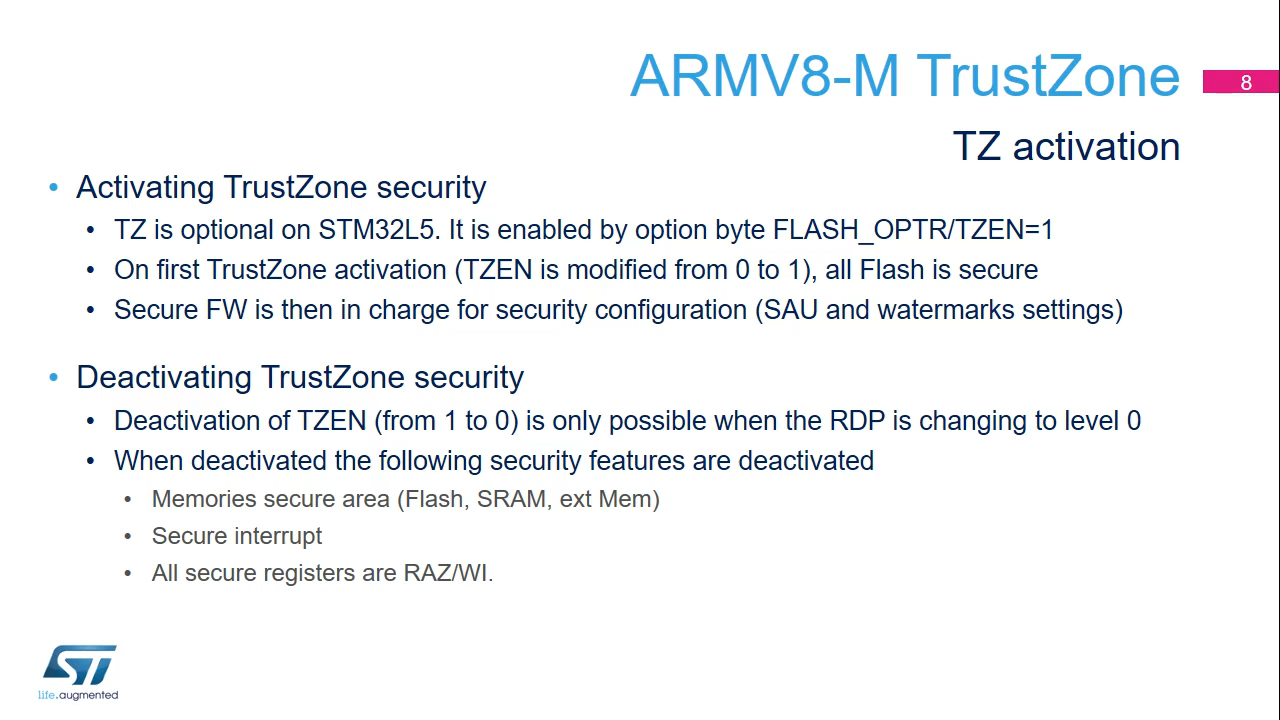 ARMV8-M TrustZone
8
TZ activation
• Activating TrustZone security
• TZ is optional on STM32L5. It is enabled by option byte FLASH_OPTR/TZEN=1
• On first TrustZone activation (TZEN is modified from 0 to 1), all Flash is secure
• Secure FW is then in charge for security configuration (SAU and watermarks settings)
• Deactivating TrustZone security
• Deactivation of TZEN (from 1 to 0) is only possible when the RDP is changing to level 0
• When deactivated the following security features are deactivated
• Memories secure area (Flash, SRAM, ext Mem)
• Secure interrupt
• All secure registers are RAZ/WI.
ST
life.augmented